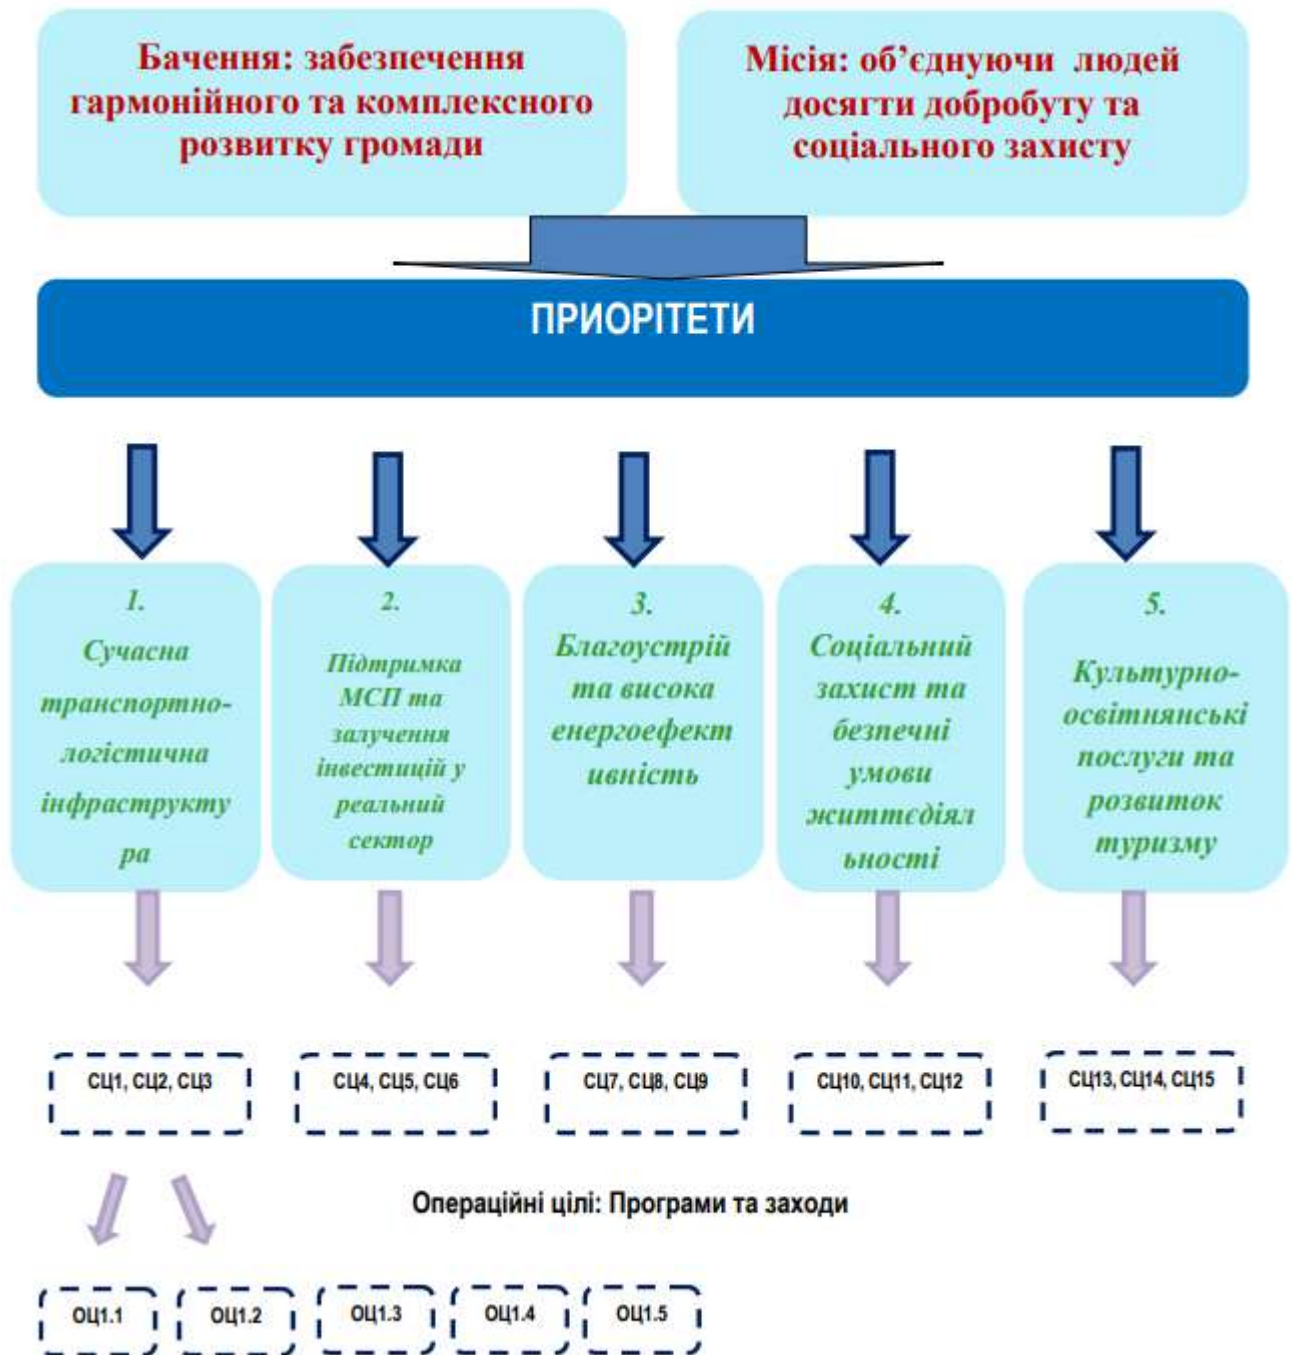 Бачення: забезпечення
гармонійного та комплексного
розвитку громади
Місія: об’єднуючи людей
досягти добробуту та
соціального захисту
ПРИОРІТЕТИ
1.
Сучасна
транспортно-
логістична
інфраструкту
ра
2.
Підтримка
МСП та
залучення
інвестицій у
реальний
сектор
3.
Благоустрій
та висока
енергоефект
ивність
4.
Соціальний
захист та
безпечні
умови
життєдіял
ьності
5.
Культурно-
освітнянські
послуги та
розвиток
туризму
СЦ1, СЦ2, СЦ3
СЦ4, СЦ5, СЦ6
СЦ7, СЦ8, СЦ9
СЦ10, СЦ11, СЦ12
СЦ13, СЦ14, СЦ15
Операційні цілі: Програми та заходи
ОЦ1.1
ОЦ1.2
ОЦ1.3
ОЦ1.4
ОЦ1.5